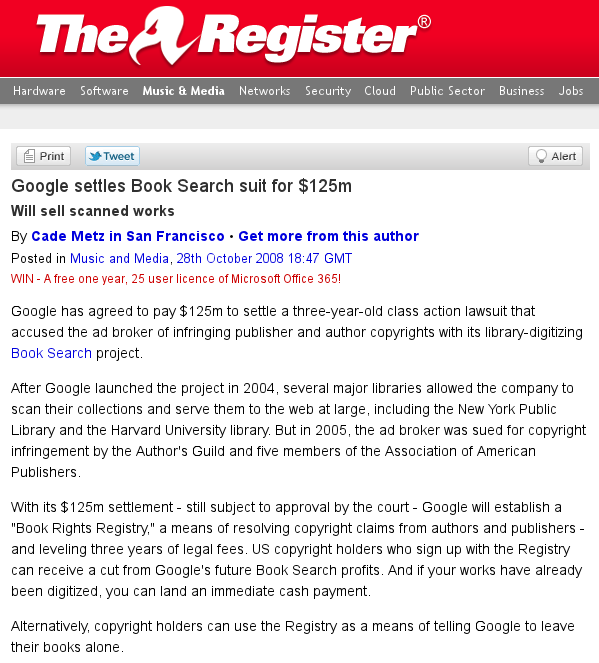 The Register®
Hardware Software Music & Media Networks Security Cloud Public Sector Business Jobs
Print Tweet Alert
Google settles Book Search suit for $125m
Will sell scanned works
By Cade Metz in San Francisco • Get more from this author
Posted in Music and Media, 28th October 2008 18:47 GMT
WIN - A free one year, 25 user licence of Microsoft Office 365!
Google has agreed to pay $125m to settle a three-year-old class action lawsuit that
accused the ad broker of infringing publisher and author copyrights with its library-digitizing
Book Search project.
After Google launched the project in 2004, several major libraries allowed the company to
scan their collections and serve them to the web at large, including the New York Public
Library and the Harvard University library. But in 2005, the ad broker was sued for copyright
infringement by the Author's Guild and five members of the Association of American
Publishers.
With its $125m settlement - still subject to approval by the court - Google will establish a
"Book Rights Registry," a means of resolving copyright claims from authors and publishers -
and leveling three years of legal fees. US copyright holders who sign up with the Registry
can receive a cut from Google's future Book Search profits. And if your works have already
been digitized, you can land an immediate cash payment.
Alternatively, copyright holders can use the Registry as a means of telling Google to leave
their books alone.